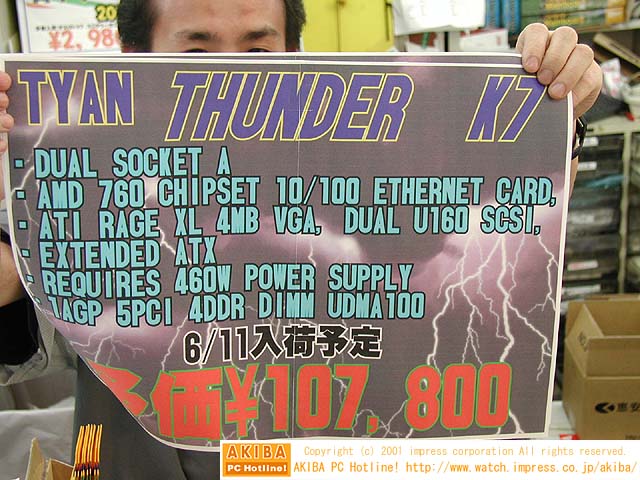 20
¥2,98
TYAN THUNDER K7
- DUAL SOCKET A
- AMD 760 CHIPSET 10/100 ETHERNET CARD,
- ATI RAGE XL 4MB VGA, DUAL U160 SCSI,
- EXTENDED ATX
- REQUIRES 460W POWER SUPPLY
- 1AGP 5PCI 4DDR DIMM UDMA100
6/11入荷予定
予価¥107,800
惠安
AKIBA
PC Hotline!
Copyright (c) 2001 impress corporation All rights reserved.
AKIBA PC Hotline! http://www.watch.impress.co.jp/akiba/